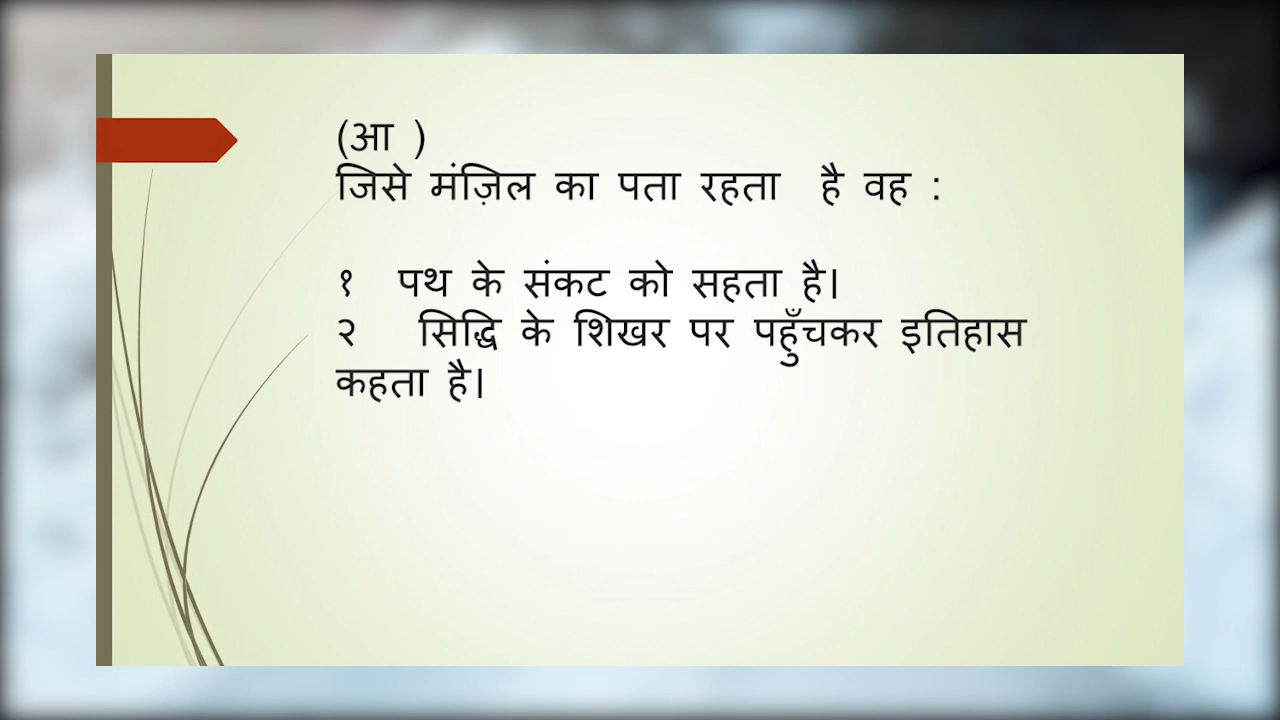 (आ )
जिसे मंज़िल का पता रहता है वह :
१ पथ के संकट को सहता है।
२ सिद्धि के शिखर पर पहुँचकर इतिहास
कहता है।